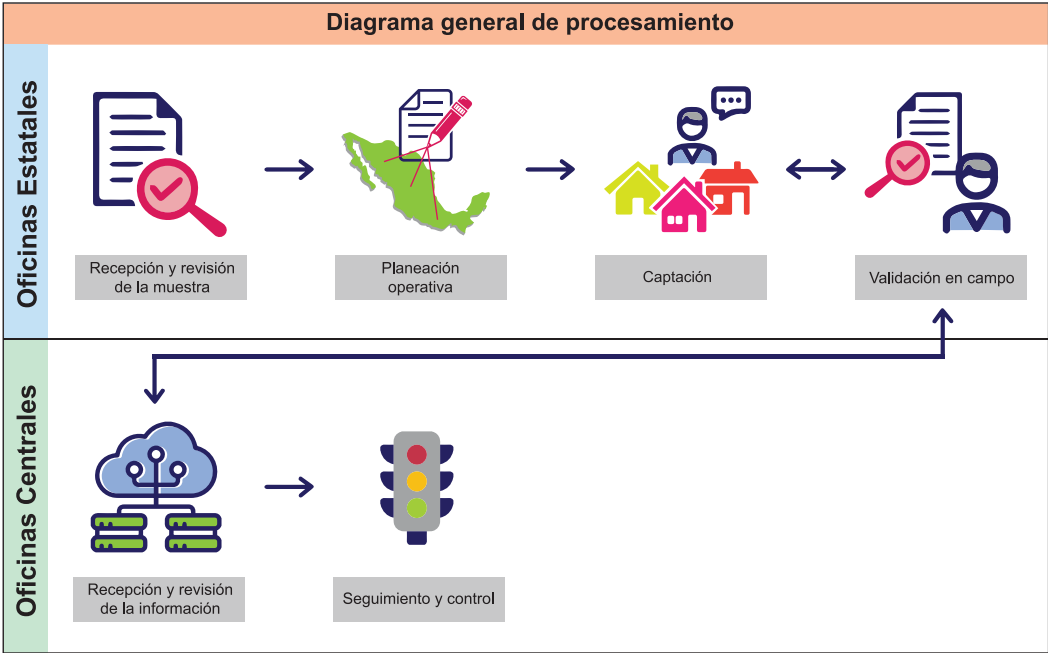 Diagrama general de procesamiento
Oficinas Estatales
Recepción y revisión
de la muestra
Planeación
operativa
Captación
Validación en campo
Oficinas Centrales
Recepción y revisión
de la información
Seguimiento y control